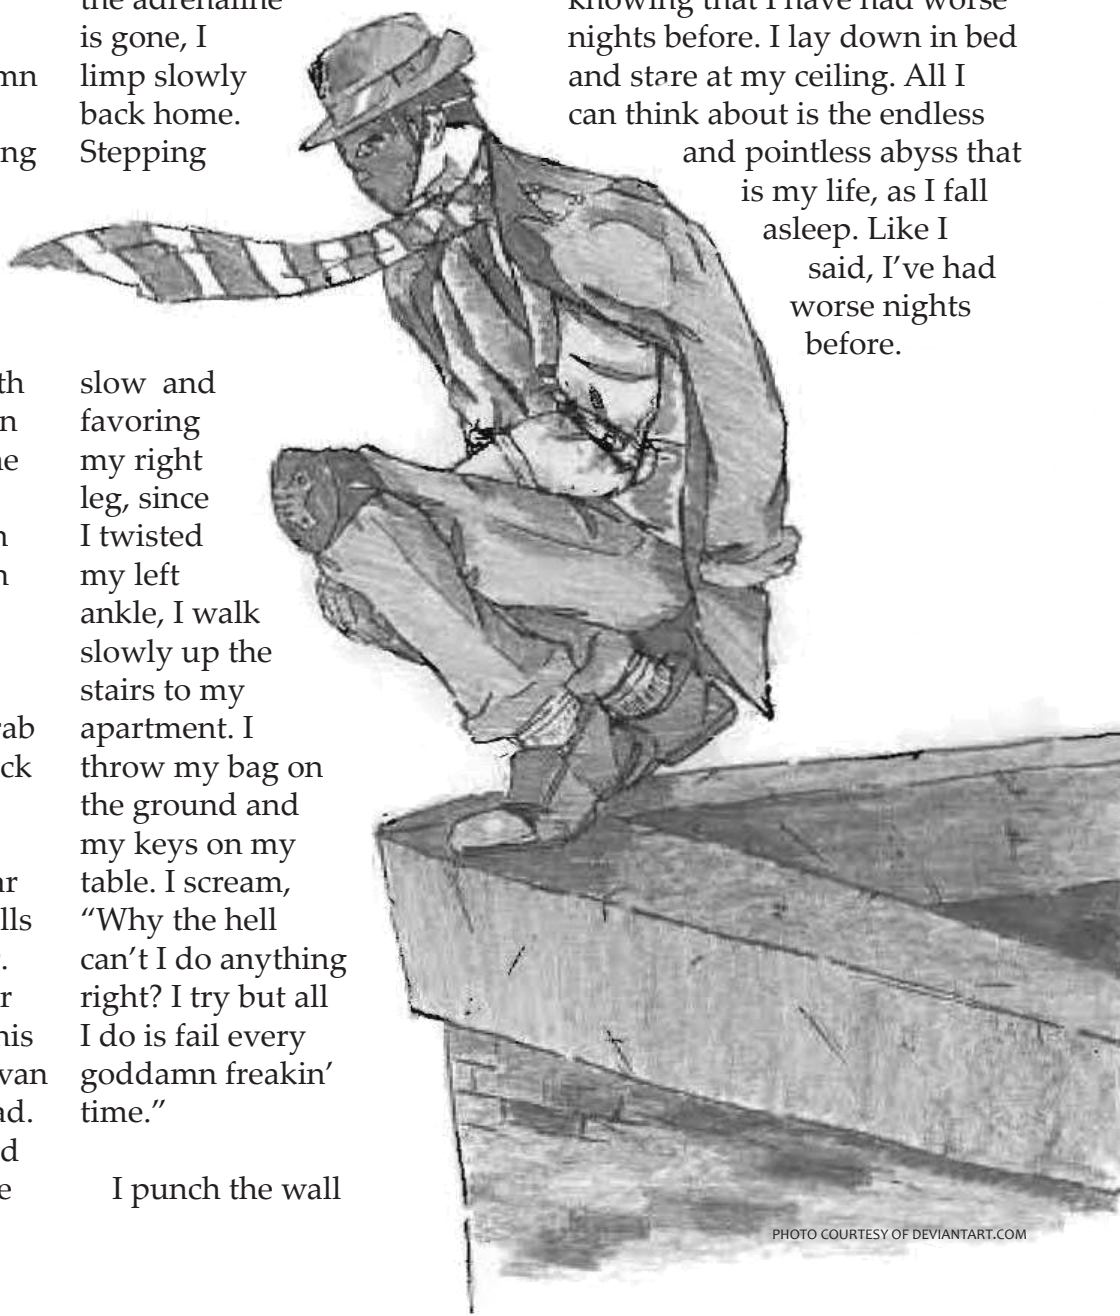 the adrenaline
is gone, I
limp slowly
back home.
Stepping
slow and
favoring
my right
leg, since
I twisted
my left
ankle, I walk
slowly up the
stairs to my
apartment. I
throw my bag on
the ground and
my keys on my
table. I scream,
“Why the hell
can’t I do anything
right? I try but all
I do is fail every
goddamn freakin’
time.”
I punch the wall
knowing that I have had worse
nights before. I lay down in bed
and stare at my ceiling. All I
can think about is the endless
and pointless abyss that
is my life, as I fall
asleep. Like I
said, I’ve had
worse nights
before.
PHOTO COURTESY OF DEVIANTART.COM